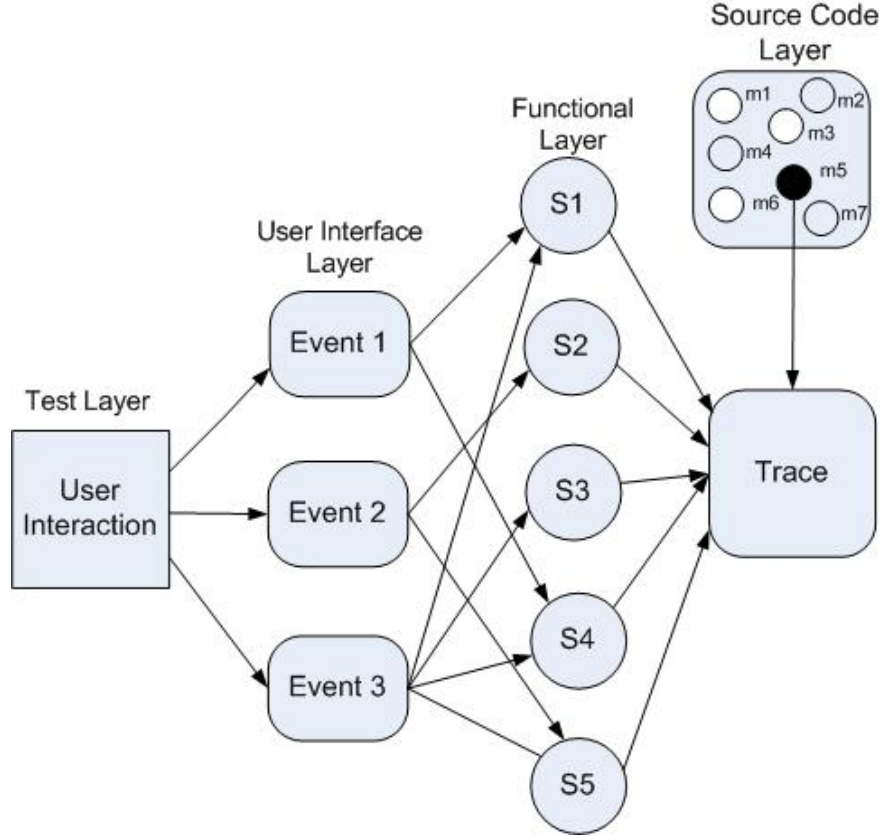 Source Code
Layer
m1
m2
m3
m4
m5
m6
m7
Functional
Layer
S1
S2
S3
S4
S5
User Interface
Layer
Event 1
Event 2
Event 3
Test Layer
User
Interaction
Trace